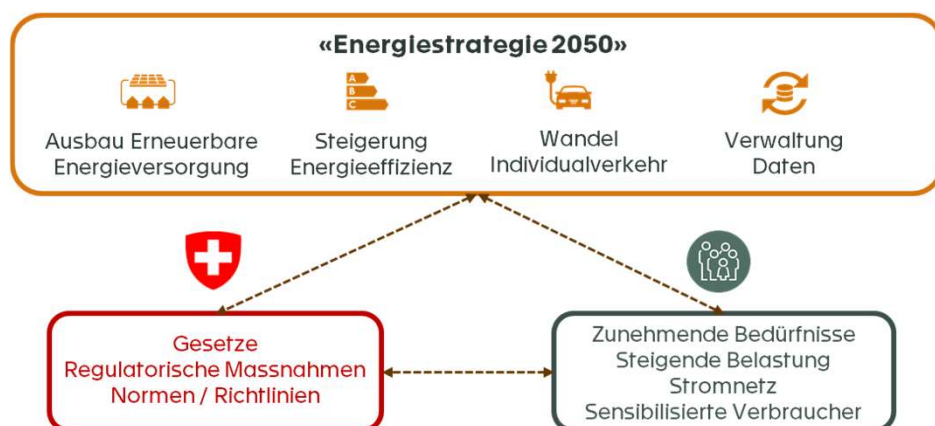 «Energiestrategie 2050»
A
B
C
Ausbau Erneuerbare
Energieversorgung
Steigerung
Energieeffizienz
Wandel
Individualverkehr
Verwaltung
Daten
Gesetze
Regulatorische Massnahmen
Normen / Richtlinien
Zunehmende Bedürfnisse
Steigende Belastung
Stromnetz
Sensibilisierte Verbraucher